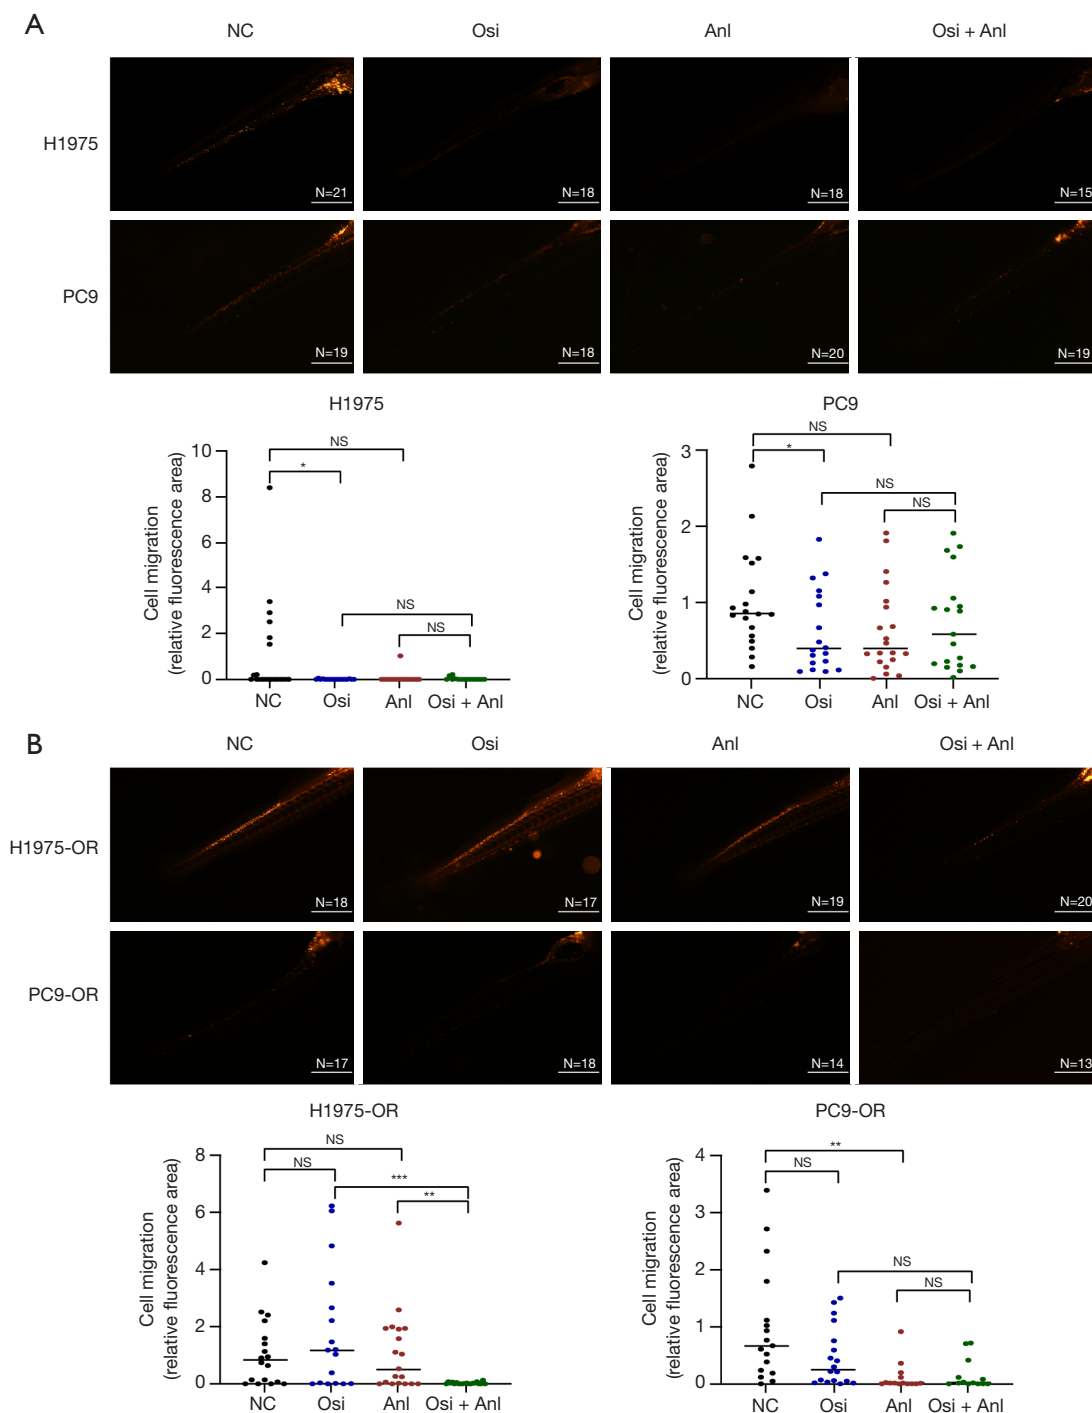 A
NC Osi Anl Osi + Anl
H1975
N=21 N=18 N=18 N=15
PC9
N=19 N=18 N=20 N=19
H1975
Cell migration
(relative fluorescence area)
10
8
6
4
2
0
NS
*
NS
NS
NC Osi Anl Osi + Anl
PC9
Cell migration
(relative fluorescence area)
3
2
1
0
NS
*
NS
NS
NC Osi Anl Osi + Anl
B
NC Osi Anl Osi + Anl
H1975-OR
N=18 N=17 N=19 N=20
PC9-OR
N=17 N=18 N=14 N=13
H1975-OR
Cell migration
(relative fluorescence area)
8
6
4
2
0
NS
NS
***
**
NC Osi Anl Osi + Anl
PC9-OR
Cell migration
(relative fluorescence area)
4
3
2
1
0
**
NS
NS
NS
NC Osi Anl Osi + Anl